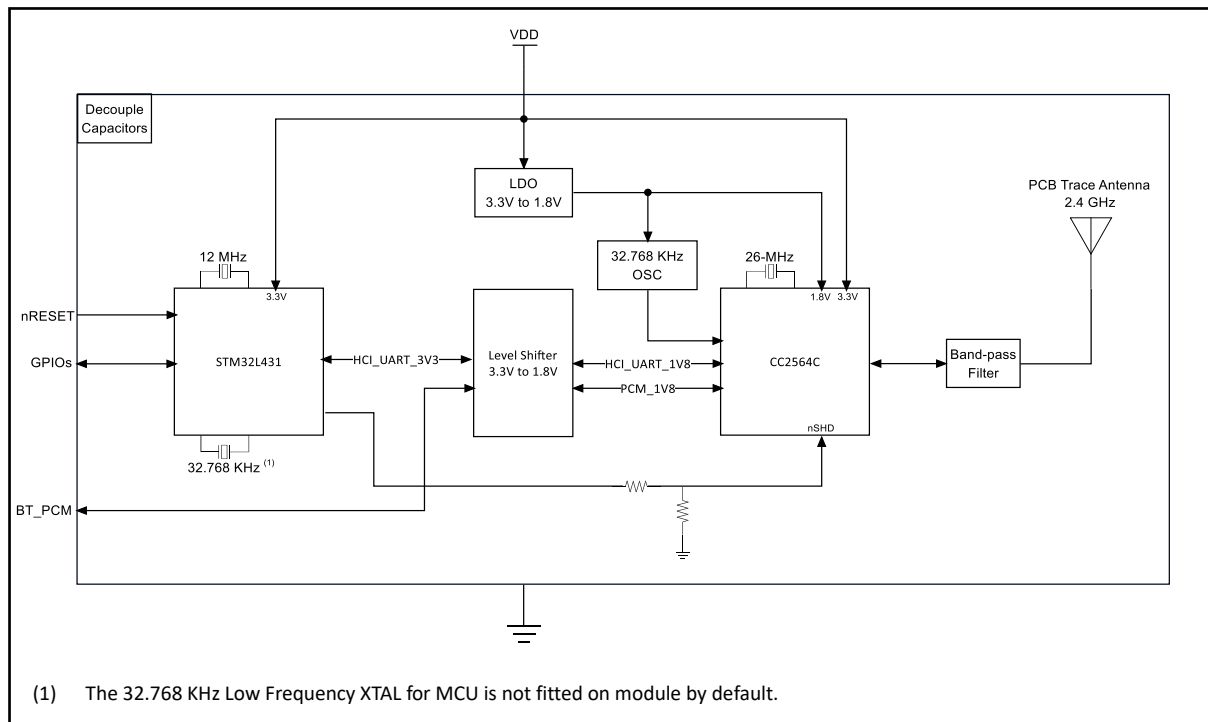 VDD
Decouple
Capacitors
LDO
3.3V to 1.8V
PCB Trace Antenna
2.4 GHz
32.768 KHz
OSC
12 MHz
26-MHz
3.3V
1.8V 3.3V
nRESET
GPIOs
STM32L431
HCI_UART_3V3
Level Shifter
3.3V to 1.8V
HCI_UART_1V8
PCM_1V8
CC2564C
Band-pass
Filter
nSHD
32.768 KHz (1)
BT_PCM
(1) The 32.768 KHz Low Frequency XTAL for MCU is not fitted on module by default.